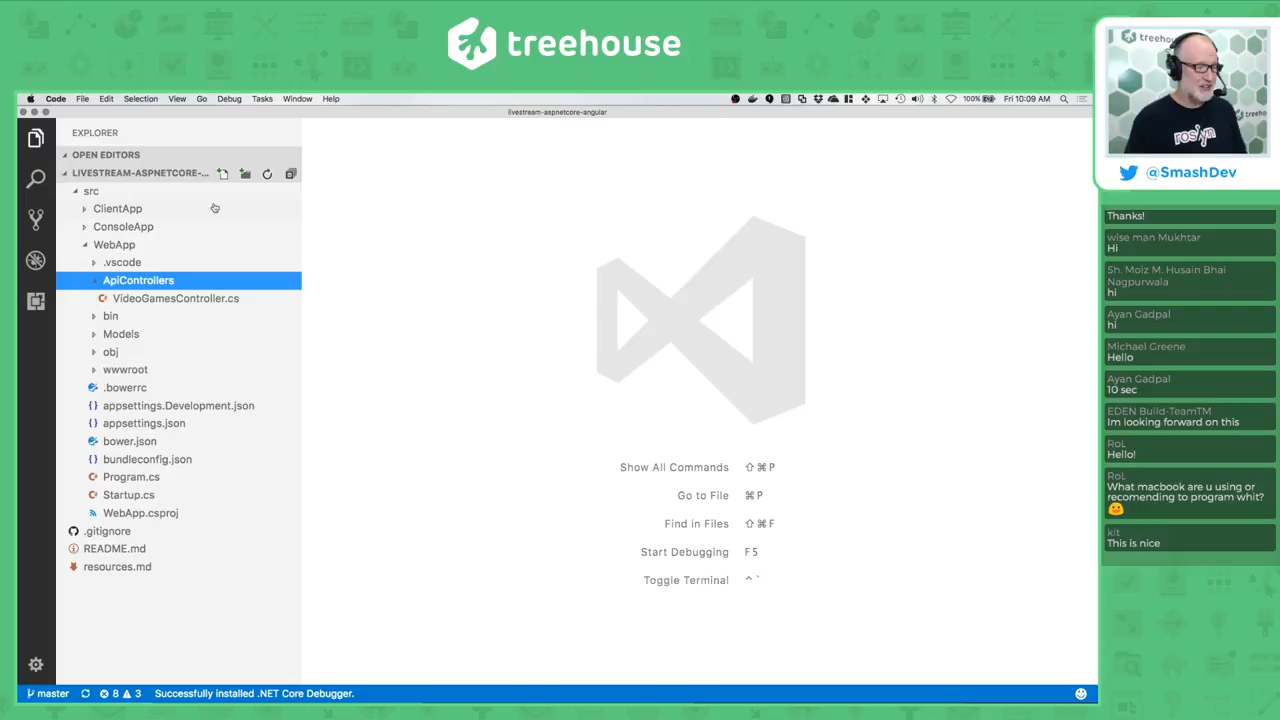 treehouse
Code File Edit Selection View Go Debug Tasks Window Help
100% Fri 10:09 AM
livestream-aspnetcore-angular
EXPLORER
OPEN EDITORS
LIVESTREAM-ASPNETCORE-...
src
ClientApp
ConsoleApp
WebApp
.vscode
ApiControllers
VideoGamesController.cs
bin
Models
obj
wwwroot
.bowerrc
appsettings.Development.json
appsettings.json
bower.json
bundleconfig.json
Program.cs
Startup.cs
WebApp.csproj
.gitignore
README.md
resources.md
Show All Commands ⇧⌘P
Go to File ⌘P
Find in Files ⇧⌘F
Start Debugging F5
Toggle Terminal ^`
master 8 3 Successfully installed .NET Core Debugger.
treehouse
roslyn
@SmashDev
Thanks!
wise man Mukhtar
Hi
Sh. Moiz M. Husain Bhai
Nagpurwala
hi
Ayan Gadpal
hi
Michael Greene
Hello
Ayan Gadpal
10 sec
EDEN Build-TeamTM
Im looking forward on this
RoL
Hello!
RoL
What macbook are u using or
recomending to program whit?
kit
This is nice